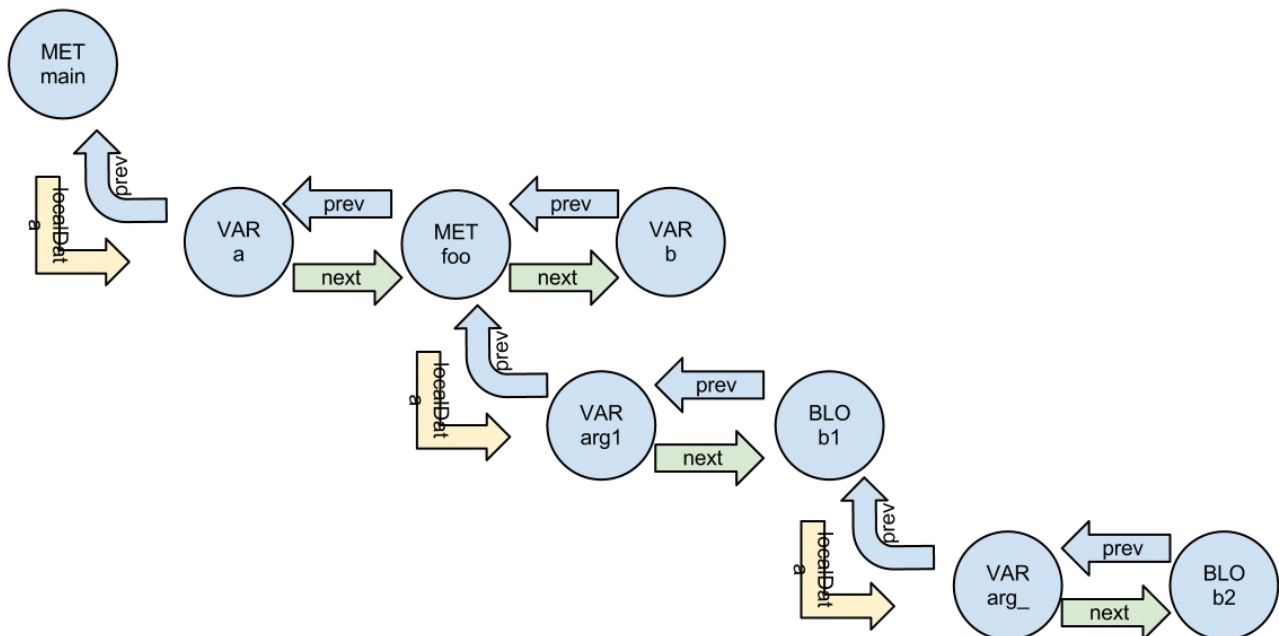 MET
main
prev
localDat
a
VAR
a
prev
next
MET
foo
prev
next
VAR
b
prev
localDat
a
VAR
arg1
prev
next
BLO
b1
prev
localDat
a
VAR
arg_
prev
next
BLO
b2